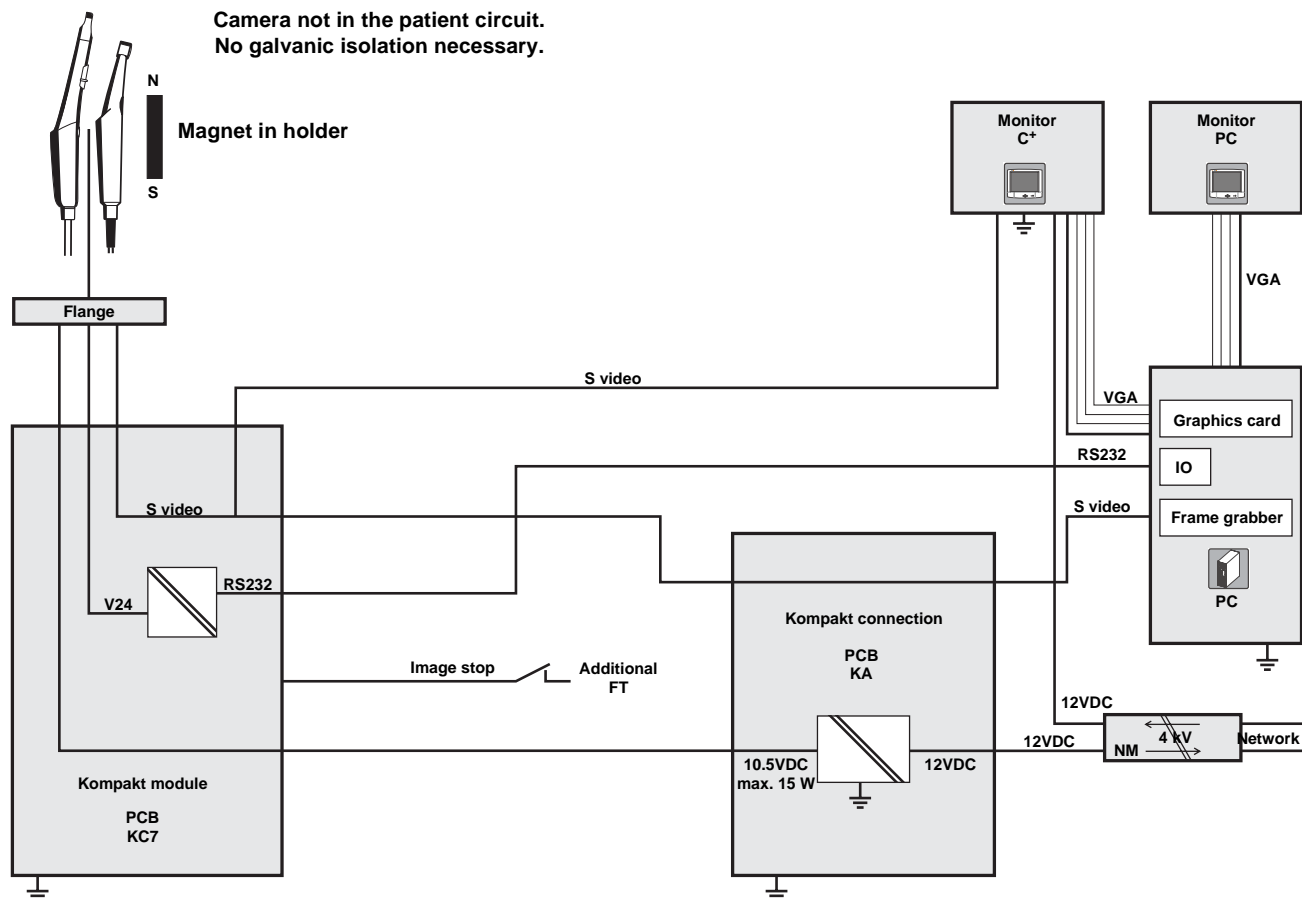 Camera not in the patient circuit.
No galvanic isolation necessary.
N
Magnet in holder
S
Monitor
C+
Monitor
PC
VGA
Flange
S video
VGA
Graphics card
RS232
IO
S video
S video
Frame grabber
RS232
V24
PC
Kompakt connection
PCB
KA
Image stop
Additional
FT
12VDC
4 kV
Network
NM
12VDC
10.5VDC
max. 15 W
12VDC
Kompakt module
PCB
KC7